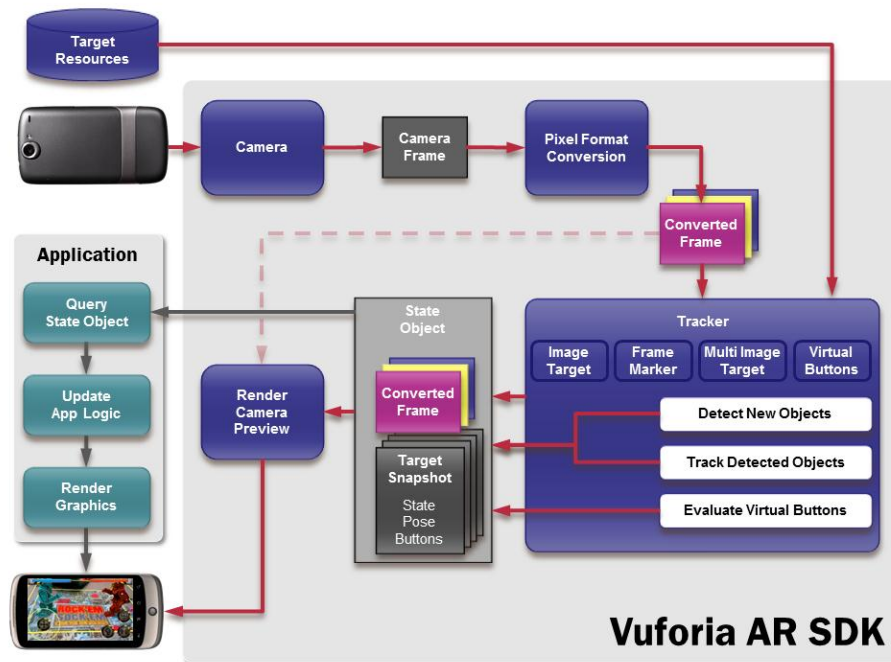 Target
Resources
Camera
Camera
Frame
Pixel Format
Conversion
Converted
Frame
Application
Query
State Object
Update
App Logic
Render
Graphics
Render
Camera
Preview
State
Object
Converted
Frame
Target
Snapshot
State
Pose
Buttons
Tracker
Image
Target
Frame
Marker
Multi Image
Target
Virtual
Buttons
Detect New Objects
Track Detected Objects
Evaluate Virtual Buttons
ROCK'EM
Vuforia AR SDK